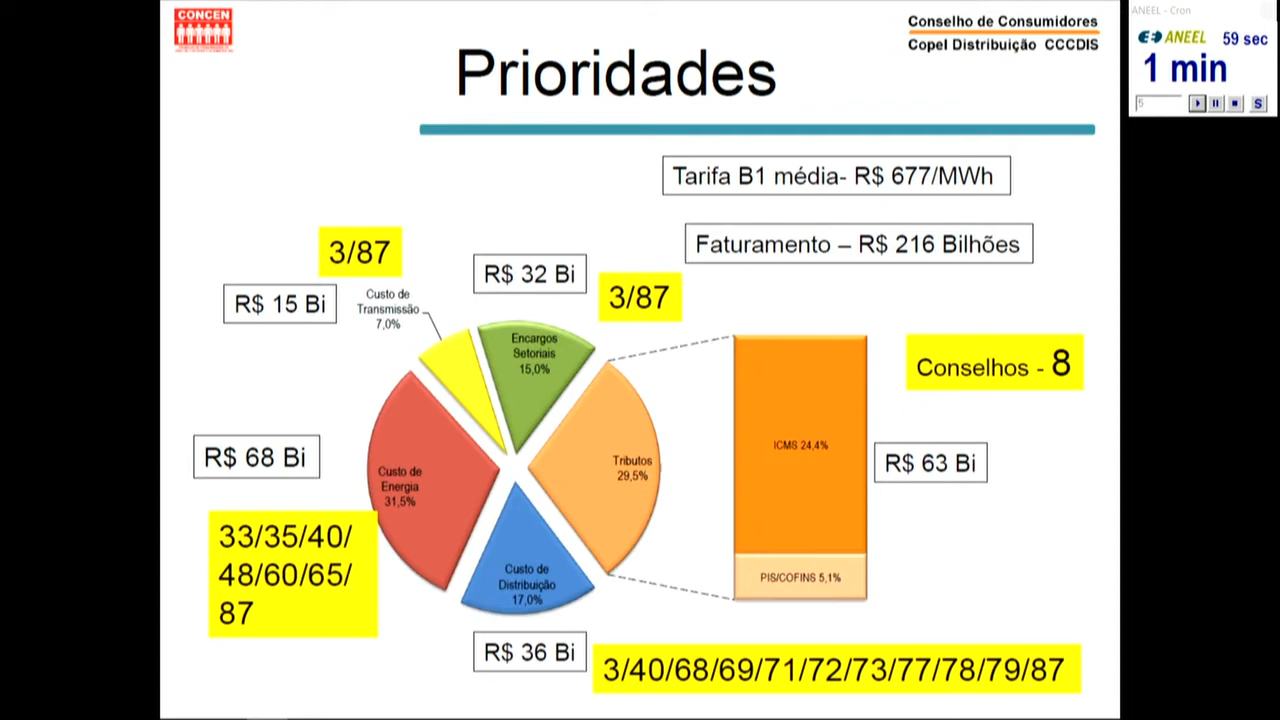 CONCEN
Conselho de Consumidores
Copel Distribuição CCCDIS
ANEEL - Cron
ANEEL
59 sec
1 min
5
S
Prioridades
Tarifa B1 média- R$ 677/MWh
Faturamento – R$ 216 Bilhões
3/87
R$ 32 Bi
3/87
R$ 15 Bi
Custo de
Transmissão
7,0%
Encargos
Setoriais
15,0%
Conselhos - 8
ICMS 24,4%
R$ 68 Bi
Custo de
Energia
31,5%
Tributos
29,5%
R$ 63 Bi
33/35/40/
48/60/65/
87
Custo de
Distribuição
17,0%
PIS/COFINS 5,1%
R$ 36 Bi
3/40/68/69/71/72/73/77/78/79/87